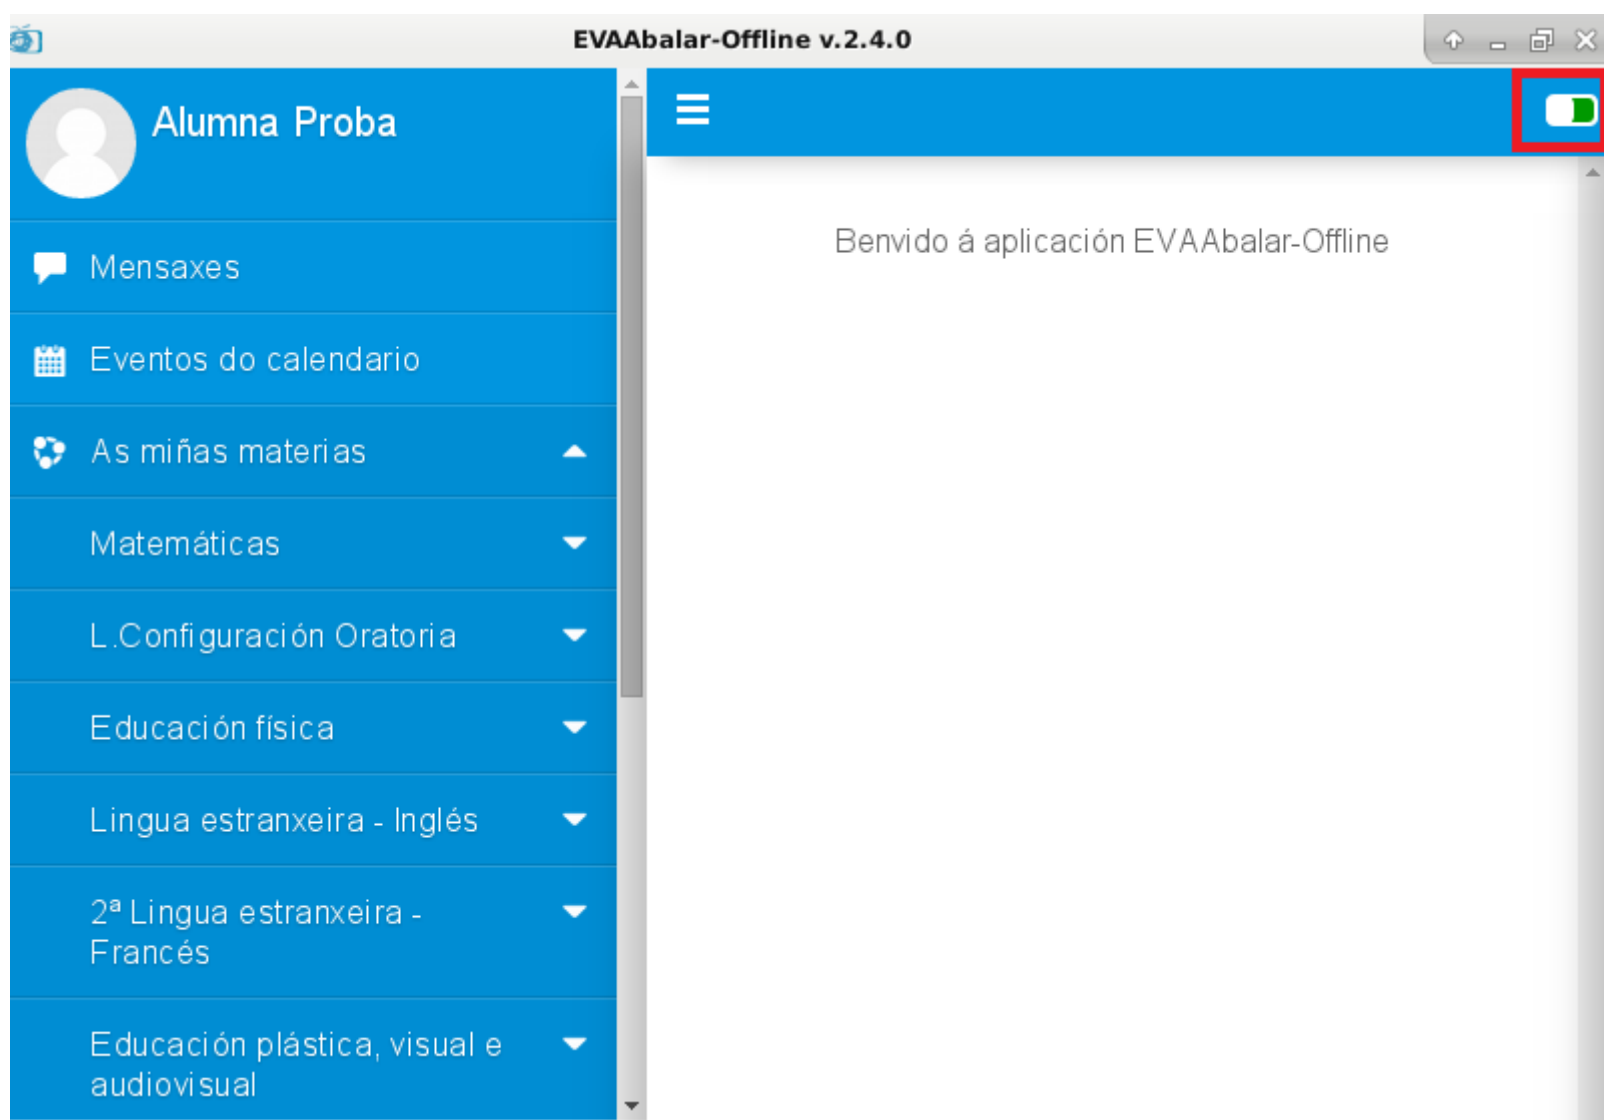 EVAAbalar-Offline v.2.4.0
Alumna Proba
Mensaxes
Eventos do calendario
As miñas materias
Matemáticas
L.Configuración Oratoria
Educación física
Lingua estranxeira - Inglés
2ª Lingua estranxeira -
Francés
Educación plástica, visual e
audiovisual
Benvido á aplicación EVAAbalar-Offline